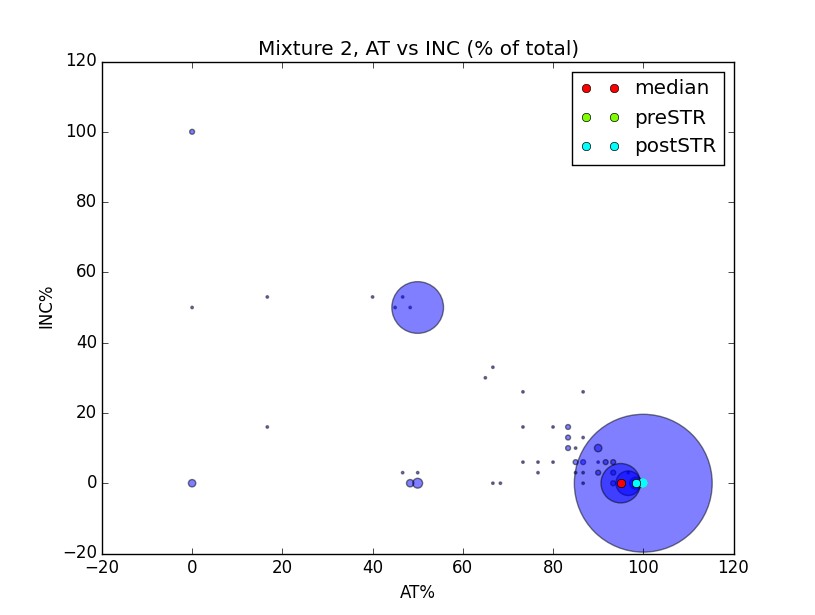 Mixture 2, AT vs INC (% of total)
median
preSTR
postSTR
120
100
80
60
40
20
0
−20
INC%
−20 0 20 40 60 80 100 120
AT%